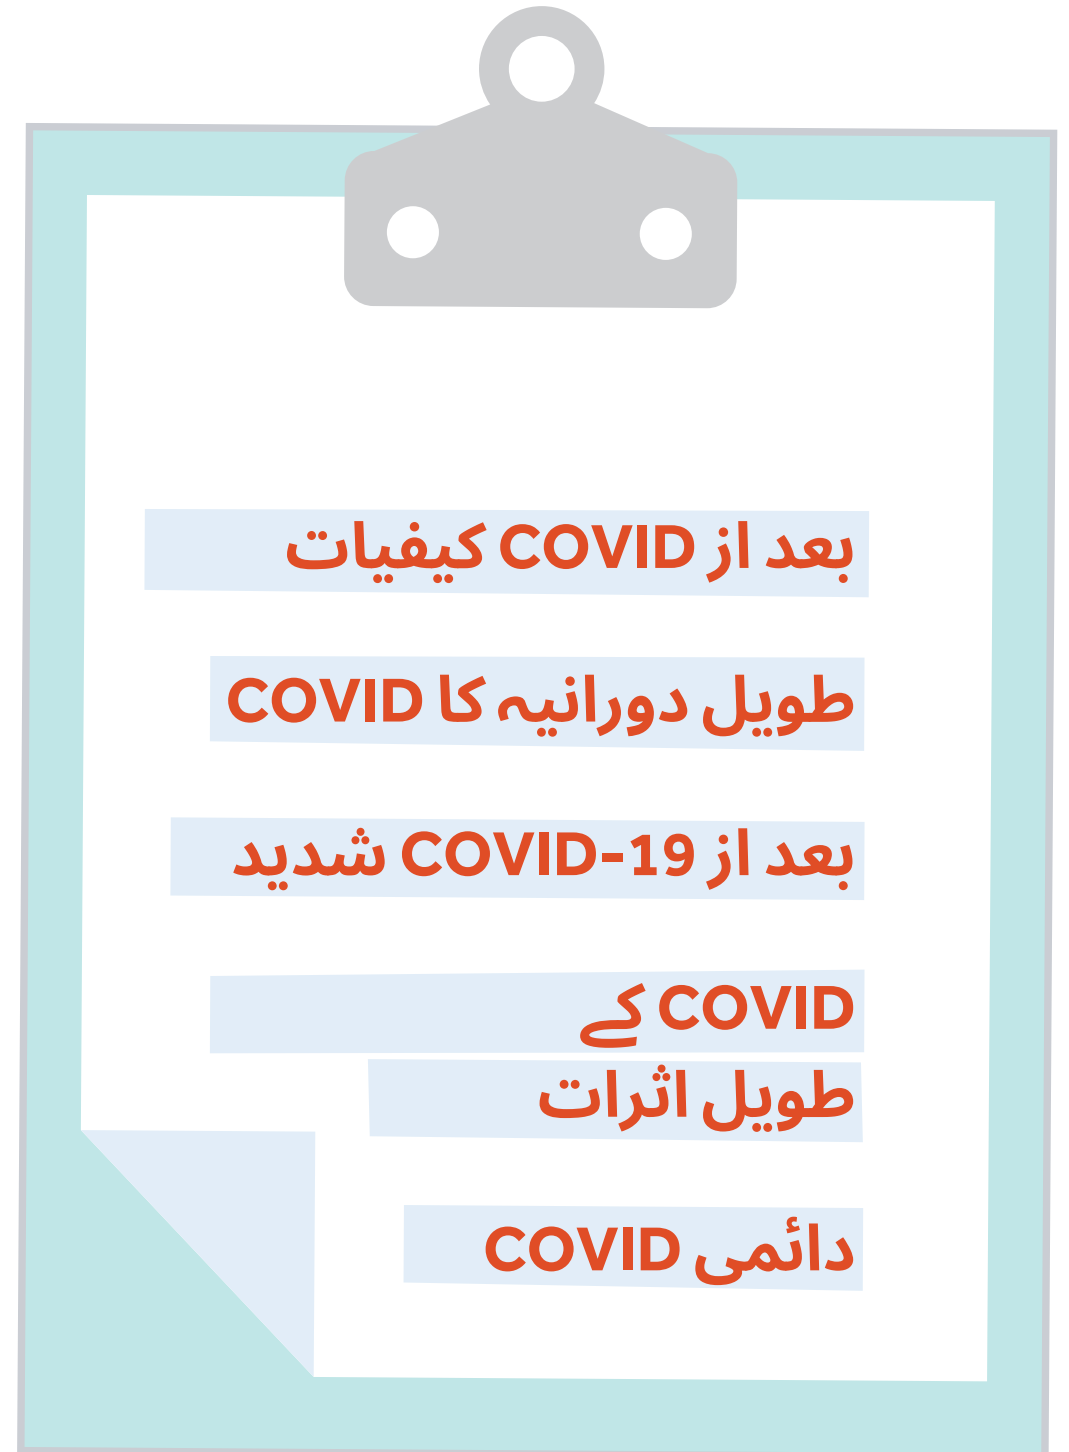 بعد از COVID کیفیات
طویل دورانیہ کا COVID
بعد از COVID-19 شدید
COVID کے
طویل اثرات
دائمی COVID